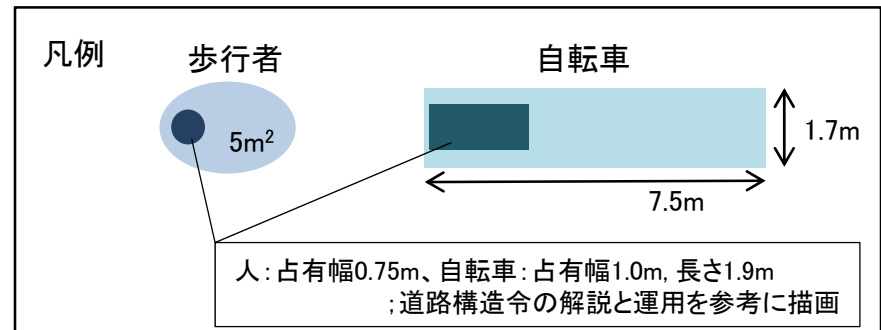 凡例
歩行者
自転車
5m²
1.7m
7.5m
人：占有幅0.75m、自転車：占有幅1.0m, 長さ1.9m
；道路構造令の解説と運用を参考に描画